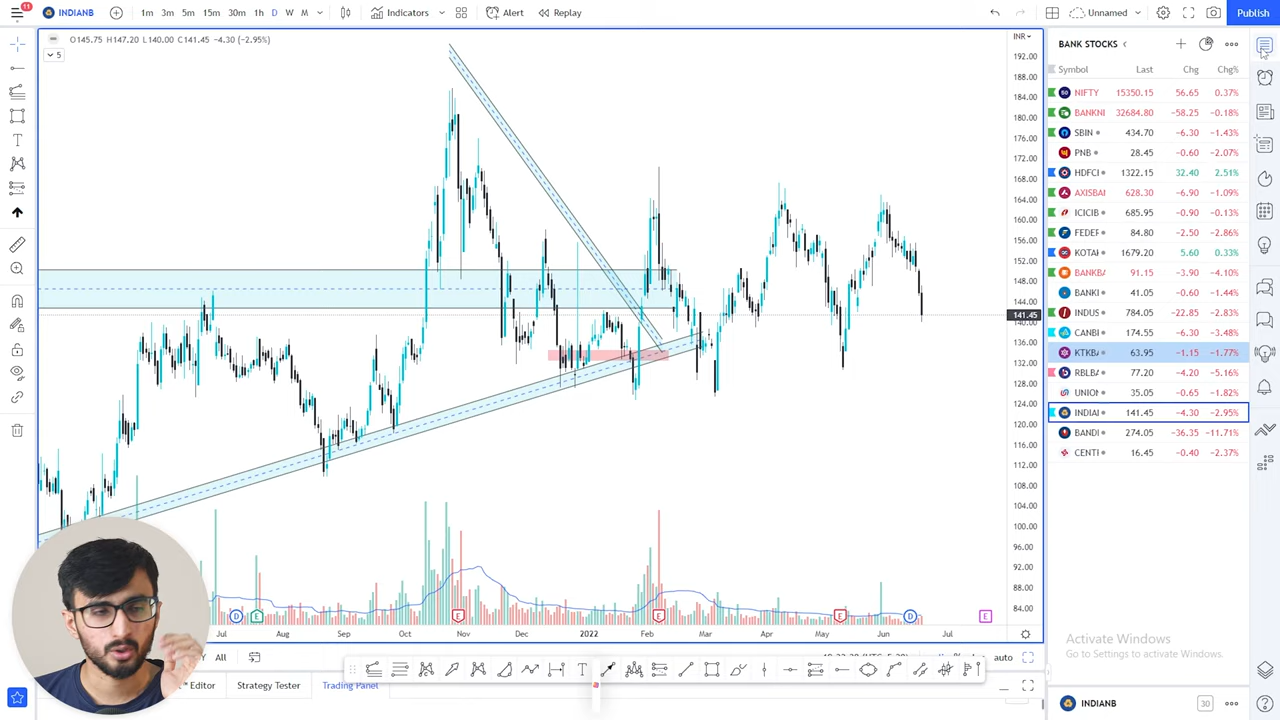 11
INDIANB
1m 3m 5m 15m 30m 1h D W M
Indicators
Alert
Replay
Unnamed
Publish
O145.75 H147.20 L140.00 C141.45 -4.30 (-2.95%)
5
INR
192.00
188.00
184.00
180.00
176.00
172.00
168.00
164.00
160.00
156.00
152.00
148.00
144.00
141.45
140.00
136.00
132.00
128.00
124.00
120.00
116.00
112.00
108.00
104.00
100.00
96.00
92.00
88.00
84.00
D E E E E D E
Jul Aug Sep Oct Nov Dec 2022 Feb Mar Apr May Jun Jul
Y All
auto
Editor
Strategy Tester
Trading Panel
BANK STOCKS
Symbol Last Chg Chg%
NIFTY 15350.15 56.65 0.37%
BANKNI 32684.80 -58.25 -0.18%
SBIN 434.70 -6.30 -1.43%
PNB 28.45 -0.60 -2.07%
HDFCI 1322.15 32.40 2.51%
AXISBAN 628.30 -6.90 -1.09%
ICICIB 685.95 -0.90 -0.13%
FEDEF 84.80 -2.50 -2.86%
KOTAI 1679.20 5.60 0.33%
BANKBA 91.15 -3.90 -4.10%
BANKI 41.05 -0.60 -1.44%
INDUS 784.05 -22.85 -2.83%
CANBI 174.55 -6.30 -3.48%
KTKBA 63.95 -1.15 -1.77%
RBLBA 77.20 -4.20 -5.16%
UNIOI 35.05 -0.65 -1.82%
INDIAI 141.45 -4.30 -2.95%
BANDI 274.05 -36.35 -11.71%
CENTI 16.45 -0.40 -2.37%
Activate Windows
Go to Settings to activate Windows.
INDIANB
30